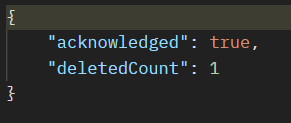 {
    "acknowledged": true,
    "deletedCount": 1
}